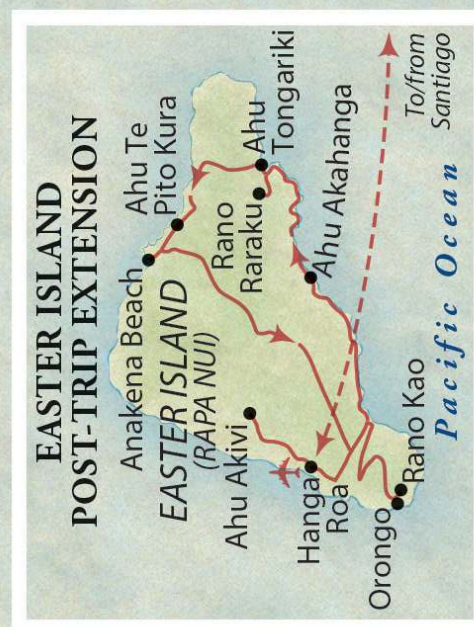 EASTER ISLAND
POST-TRIP EXTENSION
Anakena Beach
Ahu Te
Pito Kura
EASTER ISLAND
(RAPA NUI)
Ahu Akivi
Rano
Raraku
Ahu
Tongariki
Hanga
Roa
Ahu Akahanga
Orongo
Rano Kao
Pacific Ocean
To/from
Santiago